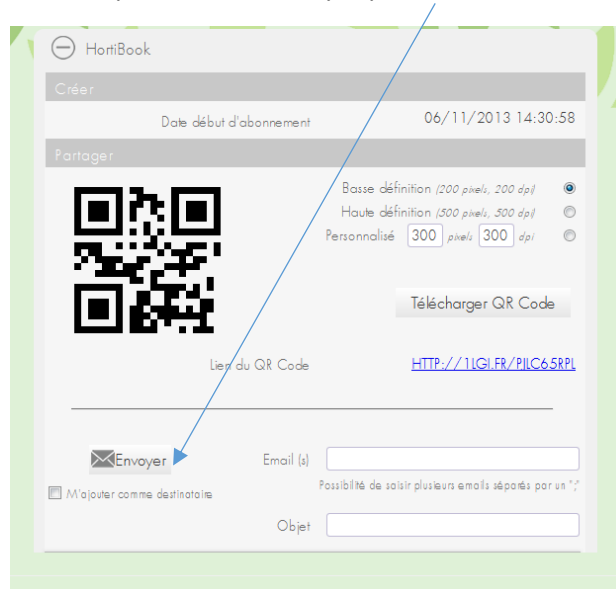 HortiBook
Créer
Date début d'abonnement 06/11/2013 14:30:58
Partager
Basse définition (200 pixels, 200 dpi)
Haute définition (500 pixels, 500 dpi)
Personnalisé 300 pixels 300 dpi
Télécharger QR Code
Lien du QR Code HTTP://1LGI.FR/PJLC65RPL
Envoyer Email (s)
Possibilité de saisir plusieurs emails séparés par un ";"
M'ajouter comme destinataire
Objet